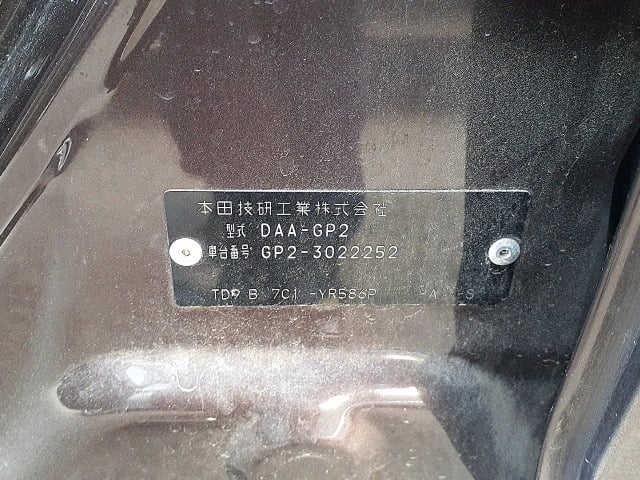 本田技研工業株式会社
型式 DAA-GP2
車台番号 GP2-3022252
TD9 B 7C1 -YR586P -A S